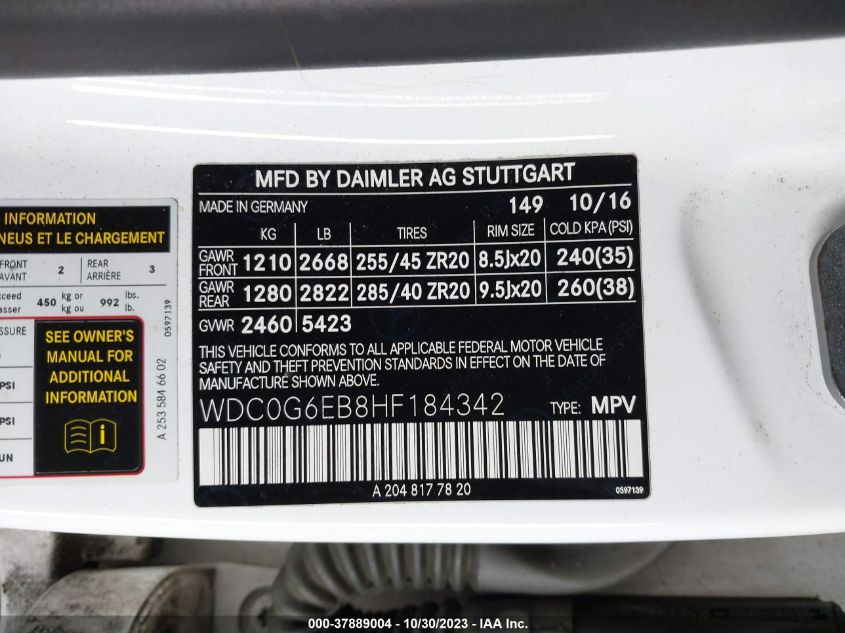 MFD BY DAIMLER AG STUTTGART
MADE IN GERMANY 149 10/16
KG LB TIRES RIM SIZE COLD KPA (PSI)
GAWR FRONT 1210 2668 255/45 ZR20 8.5Jx20 240(35)
GAWR REAR 1280 2822 285/40 ZR20 9.5Jx20 260(38)
GVWR 2460 5423
THIS VEHICLE CONFORMS TO ALL APPLICABLE FEDERAL MOTOR VEHICLE
SAFETY AND THEFT PREVENTION STANDARDS IN EFFECT ON THE DATE OF
MANUFACTURE SHOWN ABOVE.
WDC0G6EB8HF184342 TYPE: MPV
A 204 817 78 20 0597139
INFORMATION
NEUS ET LE CHARGEMENT
FRONT 2 REAR 3
AVANT ARRIÈRE
450 kg or 992 lbs.
kg ou lb.
0597139
SEE OWNER'S
MANUAL FOR
ADDITIONAL
INFORMATION
i
PSI
PSI
A 253 584 66 02
000-37889004 - 10/30/2023 - IAA Inc.